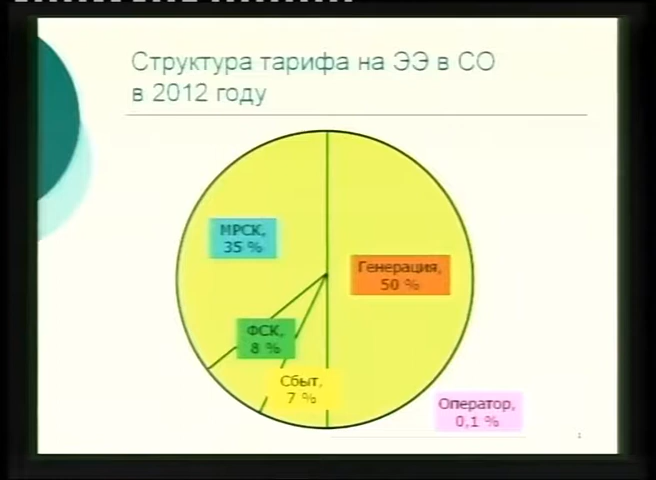 Структура тарифа на ЭЭ в СО
в 2012 году
МРСК,
35 %
Генерация,
50 %
ФСК,
8 %
Сбыт,
7 %
Оператор,
0,1 %